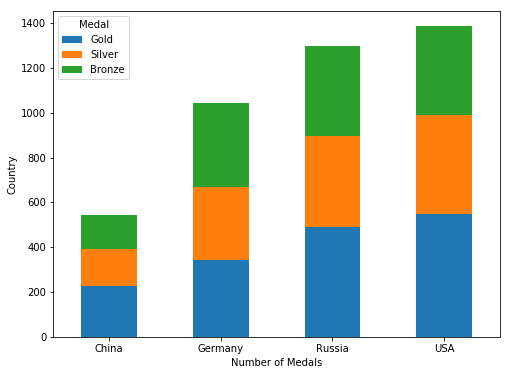 Medal
Gold
Silver
Bronze
1400
1200
1000
800
600
400
200
0
Country
China Germany Russia USA
Number of Medals